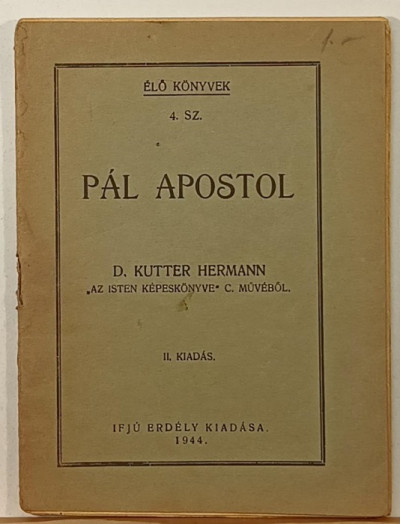 ÉLŐ KÖNYVEK
4. SZ.
PÁL APOSTOL
D. KUTTER HERMANN
„AZ ISTEN KÉPESKÖNYVE“ C. MŰVÉBŐL.
II. KIADÁS.
IFJÚ ERDÉLY KIADÁSA.
1944.